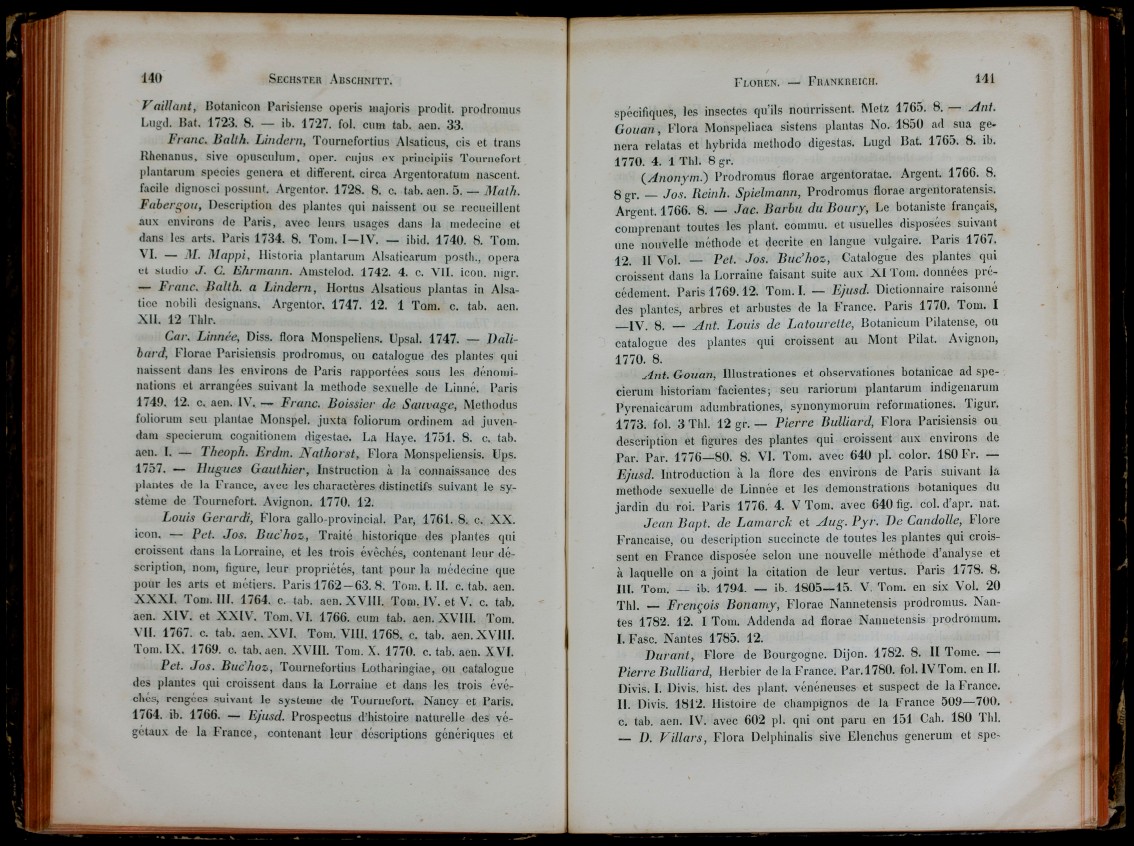 140 SECHSTER ABSCHNITT.
Vaillant, Botanicon Parisiense operis majoris prodit. prodromus
Lugd. Bat. 1723. 8. — ib. 1727. fol. cum tab. aen. 33.
Franc. Balth. Lindern, Tournefortius Alsaticus, cis et trans
Rhenanus, sive opusculum, oper. cujus ex principiis Tournefort
plantarum species genera et different. circa Argentoratum nascent.
facile dignosci possunt. Argentor. 1728. 8. c. tab. aen. 5. — Math.
Fabergou, Description des plantes qui naissent ou se recueillent
aux environs de Paris, avec leurs usages dans la medecine et
dans les arts. Paris 1734. 8. Tom. I—IV. — ibid. 1740. 8. Tom.
VI. — M. Mappi, Historia plantarum Alsaticarum posth., opera
et studio J. C. Ehrmann. Amstelod. 1742. 4. c. VII. icon. nigr.
— Franc. Balth. a Lindern, Hortus Alsaticus plantas in Alsa-
tice nobili designans. Argentor. 1747. 12. 1 Tom. c. tab. aen.
XII. 12 Thlr.
Car. Linnée, Diss. flora Monspeliens. Upsal. 1747. — Dali-
bard, Florae Parisiensis prodromus, ou catalogue des plantes qui
naissent dans les environs de Paris rapportées sous les dénomi-
nations et arrangées suivant la methode sexuelle de Linné. Paris
1749. 12. c. aen. IV. — Franc. Boissier de Sauvage, Methodus
foliorum seu plantae Monspel. juxta foliorum ordinem ad juven-
dam specierum cognitionem digestae. La Haye. 1751. 8. c. tab.
aen. I. — Theoph. Erdm. Nathorst, Flora Monspeliensis. Ups.
1757. — Hugues Gauthier, Instruction à la connaissance des
plantes de la France, avec les charactères distinctifs suivant le sy-
stème de Tournefort. Avignon. 1770. 12.
Louis Gerardi, Flora gallo-provincial. Par, 1761. 8. c. XX.
icon. — Pet. Jos. Buc'hoz, Traité historique des plantes qui
croissent dans la Lorraine, et les trois évèchés, contenant leur dé-
scription, nom, figure, leur propriétés, tant pour la médecine que
pour les arts et métiers. Paris 1762—63. 8. Tom. I. II. c. tab. aen.
XXXI. Tom. III. 1764. c. tab. aen. XVIII. Tom. IV. et V. c. tab.
aen. XIV. et XXIV. Tom. VI. 1766. cum tab. aen. XVIII. Tom.
VII. 1767. c. tab. aen. XVI. Tom. VIII. 1768. c. tab. aen. XVIII.
Tom. IX. 1769. c. tab. aen. XVIII. Tom. X. 1770. c. tab. aen. XVI.
Pet. Jos. Buc'hoz, Tournefortius Lotharingiae, ou catalogue
des plantes qui croissent dans la Lorraine et dans les trois évé-
chés, rengées suivant le systeme de Tournefort. Nancy et Paris.
1764. ib. 1766. — Ejusd. Prospectus d'histoire naturelle des vé-
gétaux de la France, contenant leur déscriptions génériques et
FLOREN. — FRANKREICH. 141
spécifiques, les insectes qu'ils nourrissent. Metz 1765. 8. — Ant.
Gouan, Flora Monspeliaca sistens plantas No. 1850 ad sua ge-
nera relatas et hybrida methodo digestas. Lugd Bat. 1765. 8. ib.
1770. 4. 1 Thl. 8 gr.
(Anonym.) Prodromus florae argentoratae. Argent. 1766. 8.
8 gr. — Jos. Reinh. Spielmann, Prodromus florae argentoratensis.
Argent. 1766. 8. — Jac. Barbu du Boury, Le botaniste français,
comprenant toutes les plant. commu. et usuelles disposées suivant
une nouvelle méthode et decrite en langue vulgaire. Paris 1767.
12. II Vol. — Pet. Jos. Buc'hoz, Catalogue des plantes qui
croissent dans la Lorraine faisant suite aux XI Tom. données pré-
cédement. Paris 1769. 12. Tom. I. — Ejusd. Dictionnaire raisonné
des plantes, arbres et arbustes de la France. Paris 1770. Tom. I
—IV. 8. — Ant. Louis de Latourette, Botanicum Pilatense, ou
catalogue des plantes qui croissent au Mont Pilat. Avignon,
1770. 8.
Ant. Gouan, Illustrationes et observationes botanicae ad spe-
cierum historiam facientes; seu rariorum plantarum indigenarum
Pyrenaicarum adumbrationes, synonymorum reformationes. Tigur.
1773. fol. 3 Thl. 12 gr. — Pierre Bulliard, Flora Parisiensis ou
description et figures des plantes qui croissent aux environs de
Par. Par. 1776—80. 8. VI. Tom. avec 640 pl. color. 180 Fr. —
Ejusd. Introduction à la flore des environs de Paris suivant la
methode sexuelle de Linnée et les demonstrations botaniques du
jardin du roi. Paris 1776. 4. V Tom. avec 640 fig. col. d'apr. nat.
Jean Bapt. de Lamarck et Aug. Pyr. De Candolle, Flore
Francaise, ou description succincte de toutes les plantes qui crois-
sent en France disposée selon une nouvelle méthode d'analyse et
à laquelle on a joint la citation de leur vertus. Paris 1778. 8.
III. Tom. — ib. 1794. — ib. 1805—15. V. Tom. en six Vol. 20
Thl. — Frençois Bonamy, Florae Nannetensis prodromus. Nan-
tes 1782. 12. I Tom. Addenda ad florae Nannetensis prodromum.
I. Fasc. Nantes 1785. 12.
Durant, Flore de Bourgogne. Dijon. 1782. 8. II Tome. —
Pierre Bulliard, Herbier de la France. Par. 1780. fol. IV Tom. en II.
Divis. I. Divis. hist. des plant. vénéneuses et suspect de la France.
II. Divis. 1812. Histoire de champignos de la France 509—700.
c. tab. aen. IV. avec 602 pl. qni ont paru en 151 Cah. 180 Thl.
— D. Villars, Flora Delphinalis sive Elenchus generum et spe-